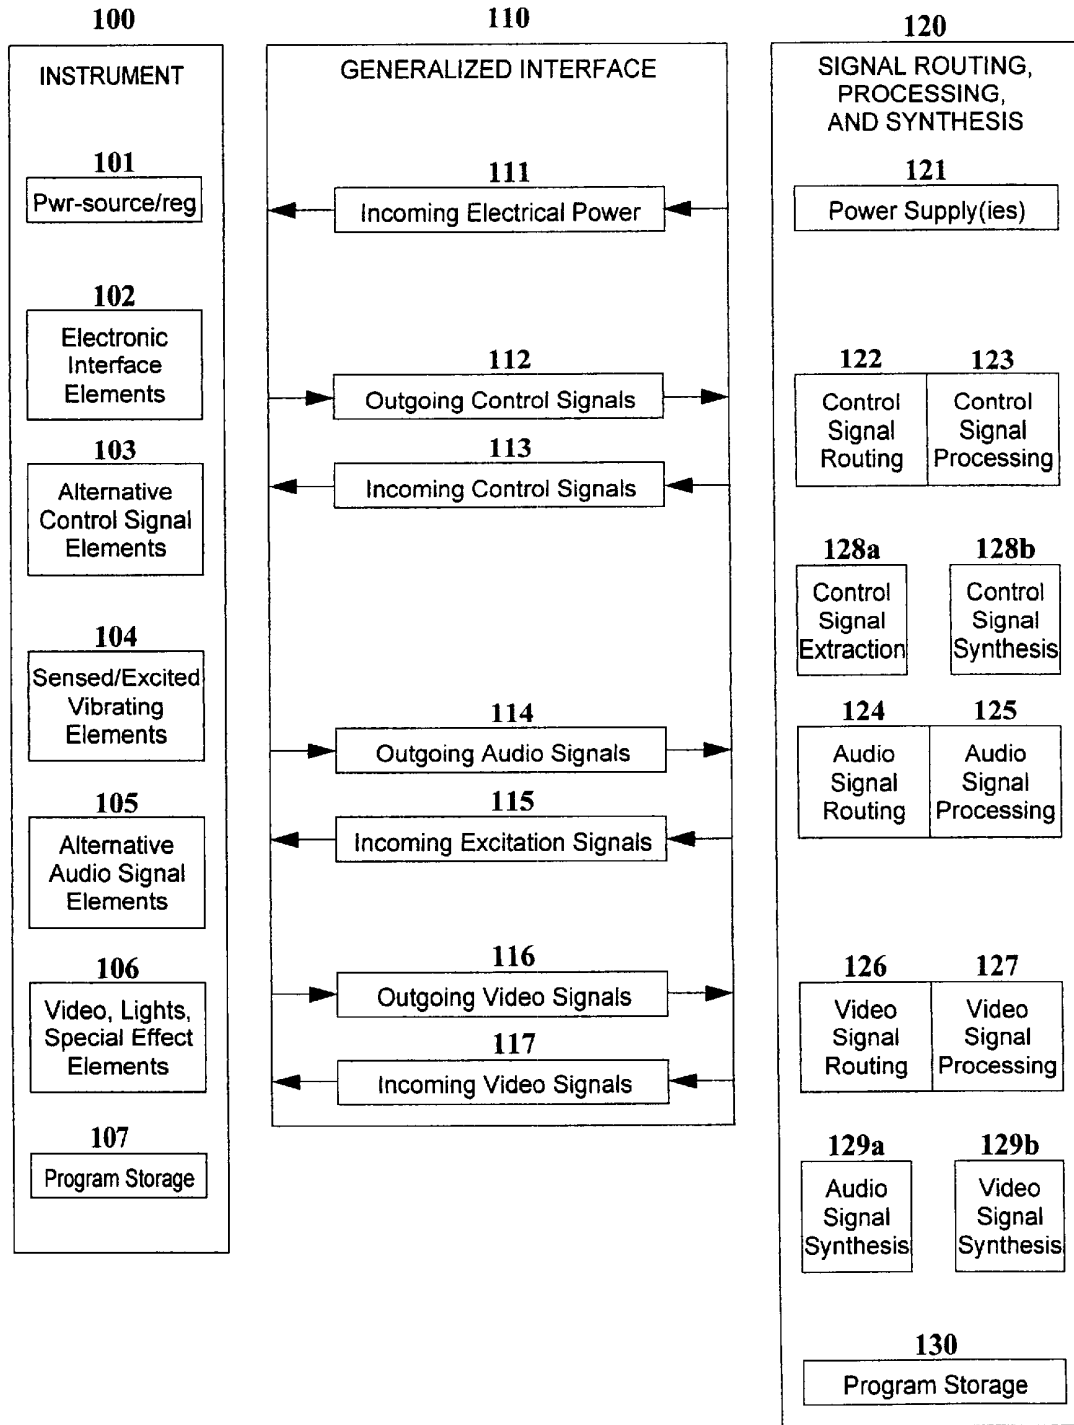 100
INSTRUMENT
101
Pwr-source/reg
102
Electronic
Interface
Elements
103
Alternative
Control Signal
Elements
104
Sensed/Excited
Vibrating
Elements
105
Alternative
Audio Signal
Elements
106
Video, Lights,
Special Effect
Elements
107
Program Storage
110
GENERALIZED INTERFACE
111
Incoming Electrical Power
112
Outgoing Control Signals
113
Incoming Control Signals
114
Outgoing Audio Signals
115
Incoming Excitation Signals
116
Outgoing Video Signals
117
Incoming Video Signals
120
SIGNAL ROUTING,
PROCESSING,
AND SYNTHESIS
121
Power Supply(ies)
122
Control
Signal
Routing
123
Control
Signal
Processing
128a
Control
Signal
Extraction
128b
Control
Signal
Synthesis
124
Audio
Signal
Routing
125
Audio
Signal
Processing
126
Video
Signal
Routing
127
Video
Signal
Processing
129a
Audio
Signal
Synthesis
129b
Video
Signal
Synthesis
130
Program Storage